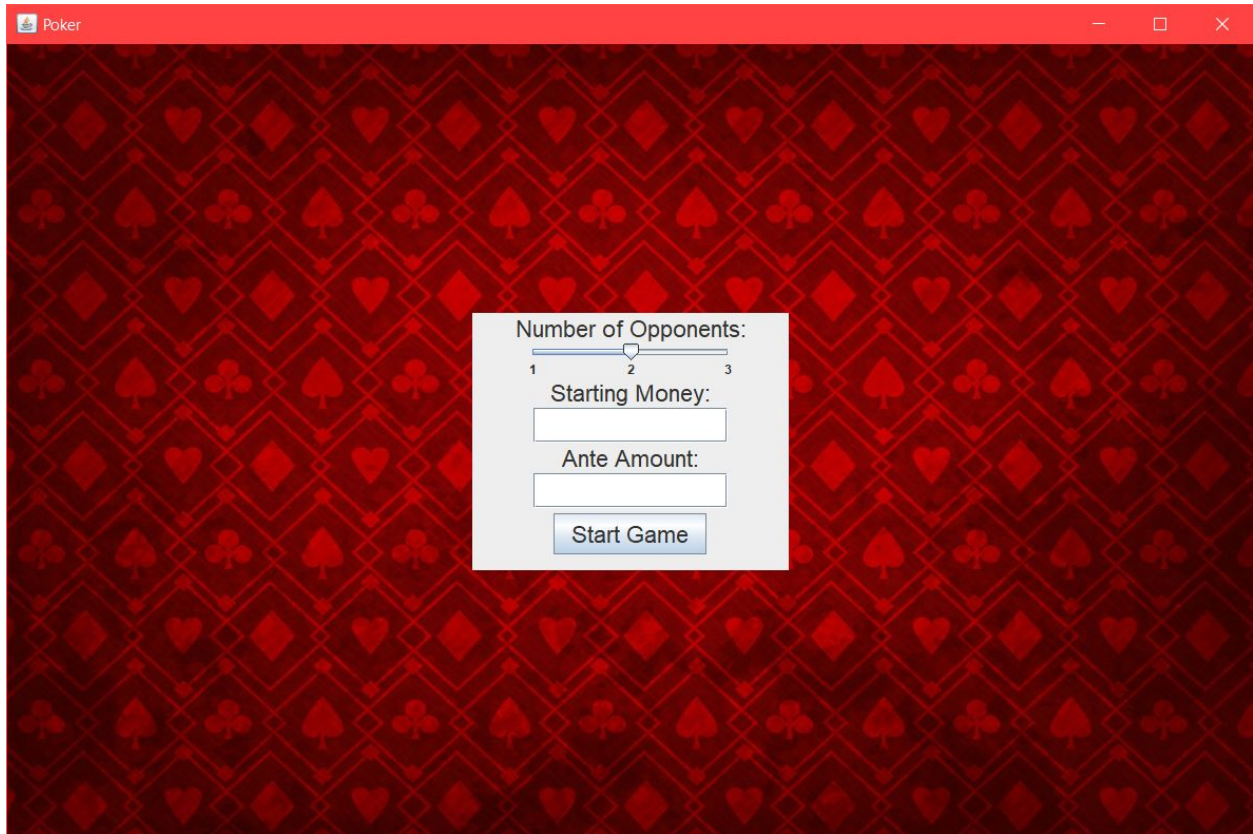 Poker
Number of Opponents:
1 2 3
Starting Money:
Ante Amount:
Start Game